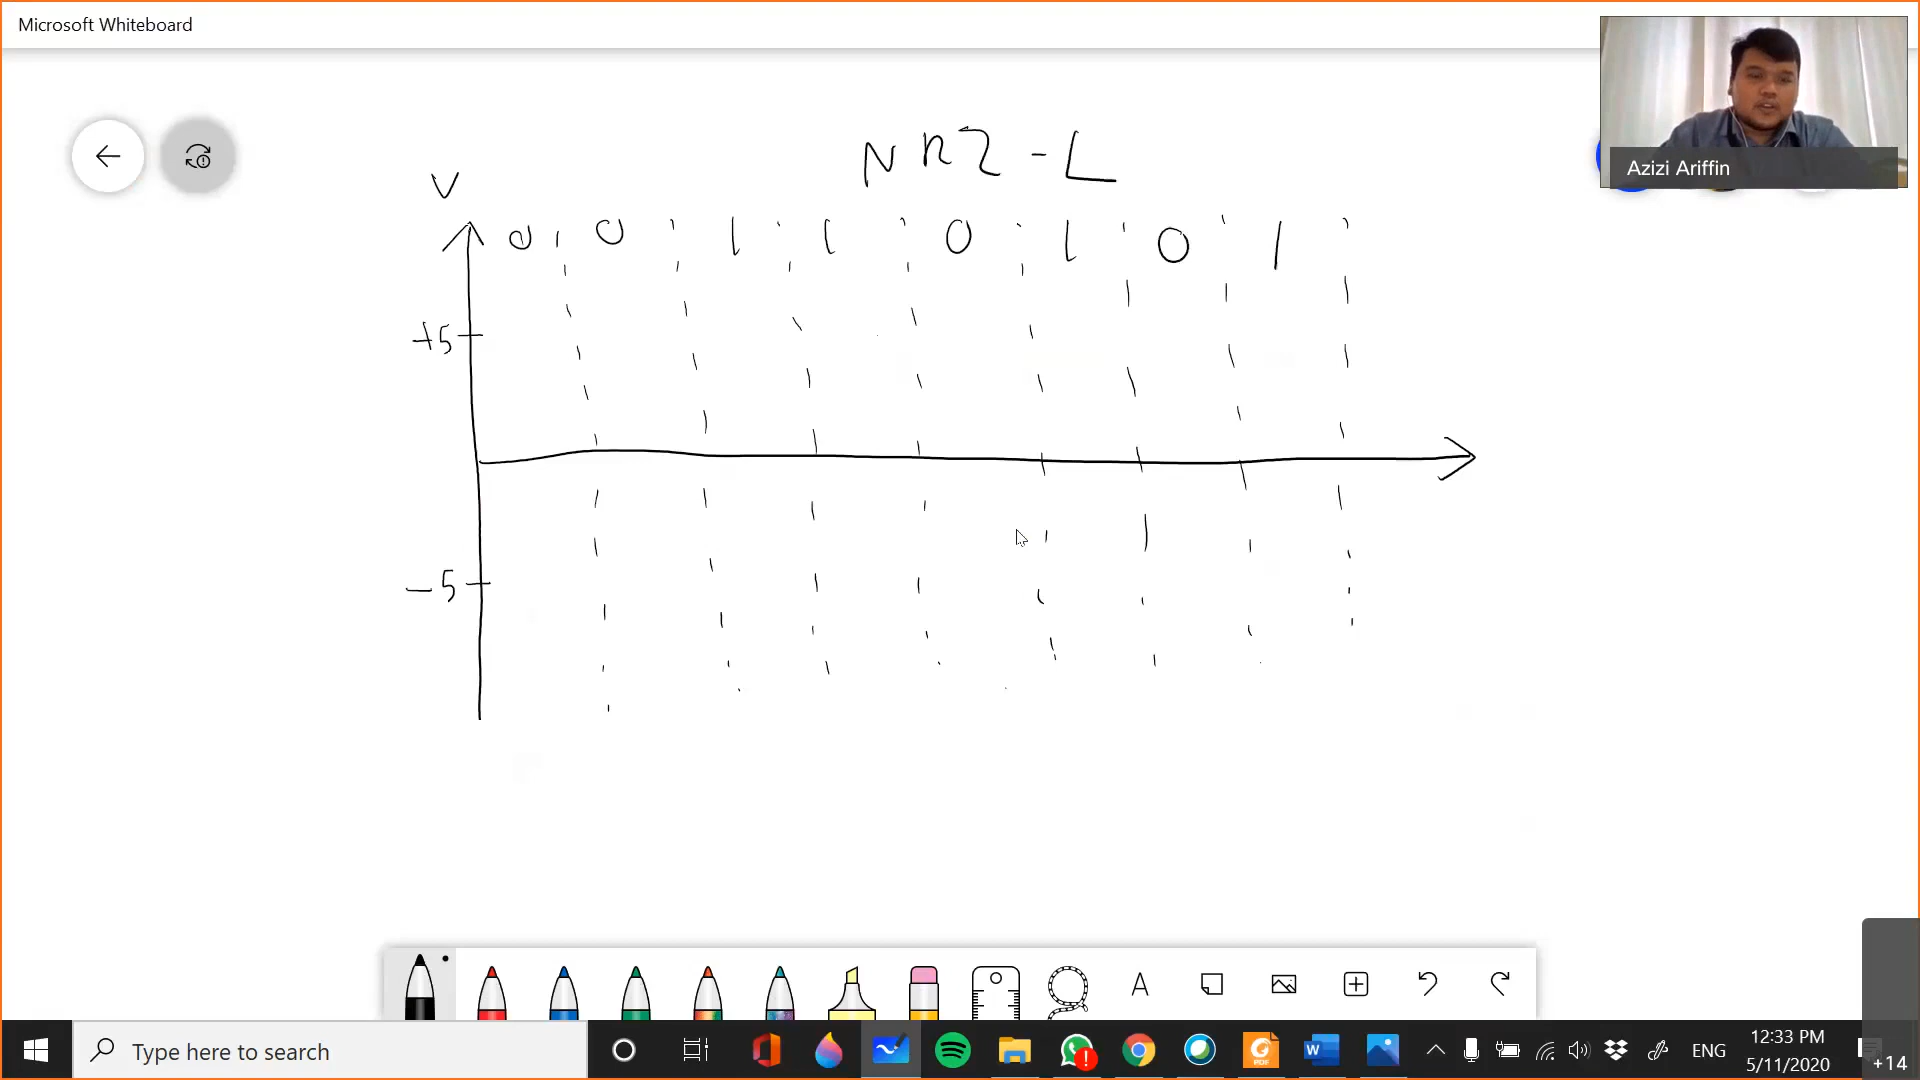 Microsoft Whiteboard
Azizi Ariffin
NRZ-L
V
0 0 1 1 0 1 0 1
+5
-5
A
PDF
Type here to search
ENG
12:33 PM
5/11/2020
+14